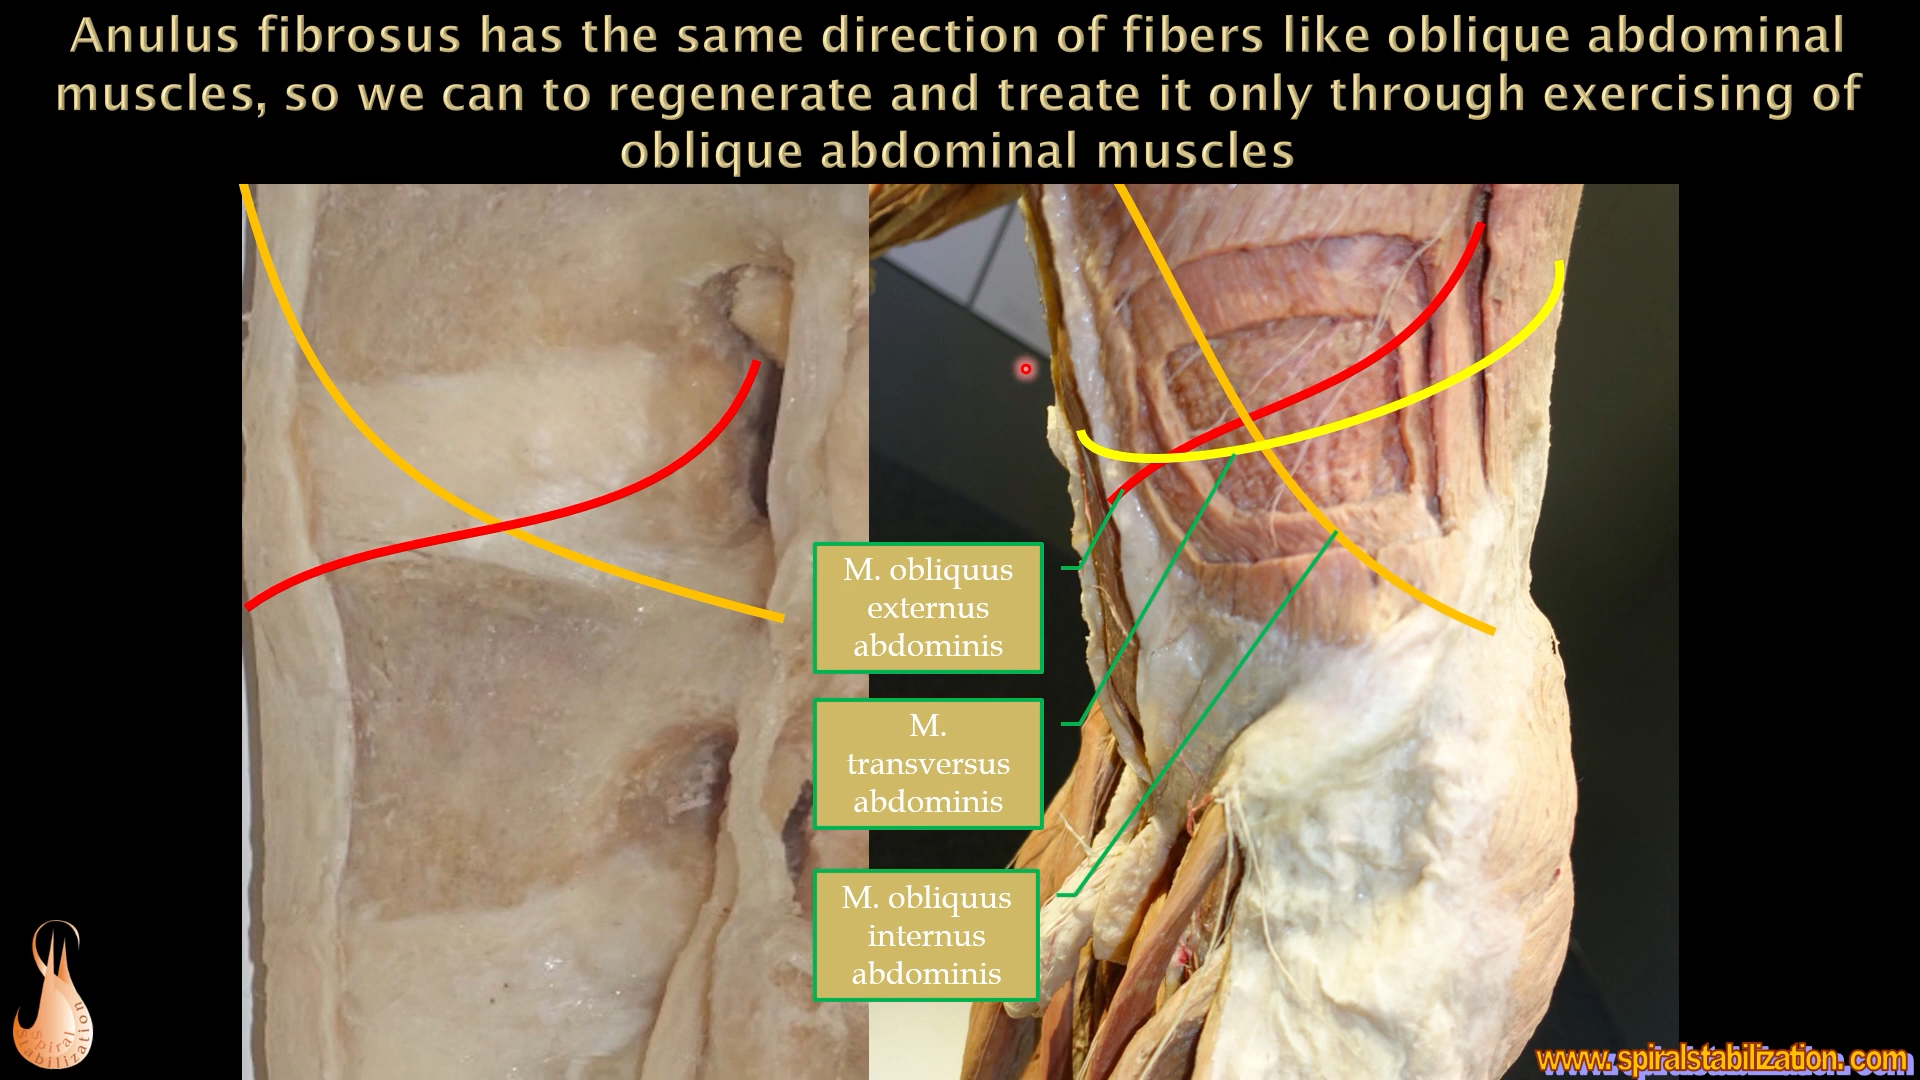 Anulus fibrosus has the same direction of fibers like oblique abdominal
muscles, so we can to regenerate and treate it only through exercising of
oblique abdominal muscles
M. obliquus
externus
abdominis
M.
transversus
abdominis
M. obliquus
internus
abdominis
Spiral
stabilization
www.spiralstabilization.com